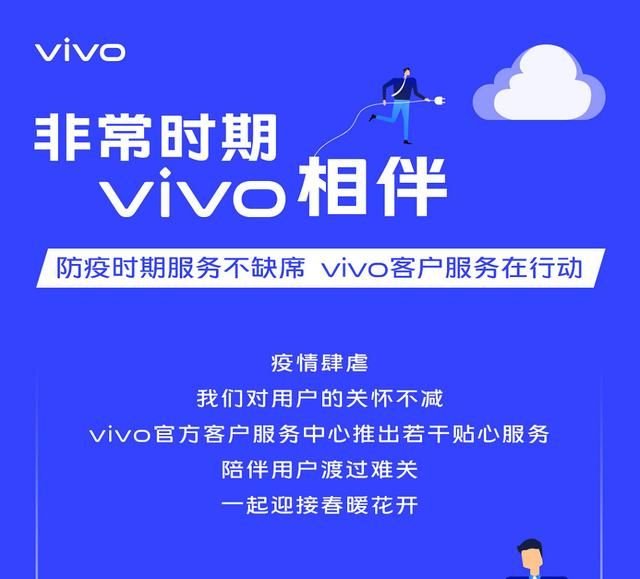 vivo
非常时期
vivo相伴
防疫时期服务不缺席 vivo客户服务在行动
疫情肆虐
我们对用户的关怀不减
vivo官方客户服务中心推出若干贴心服务
陪伴用户渡过难关
一起迎接春暖花开